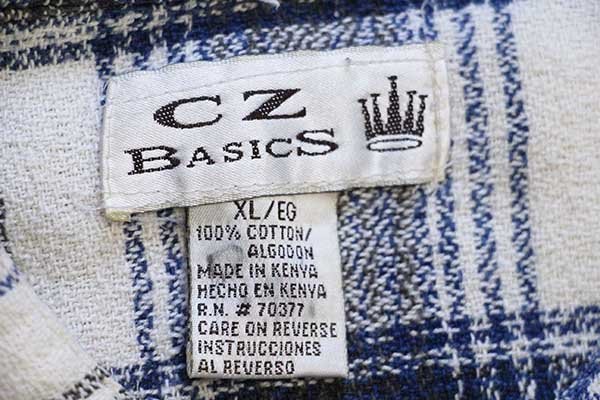 CZ
BASICS
XL/EG
100% COTTON/
ALGODON
MADE IN KENYA
HECHO EN KENYA
R.N. # 70377
CARE ON REVERSE
INSTRUCCIONES
AL REVERSO